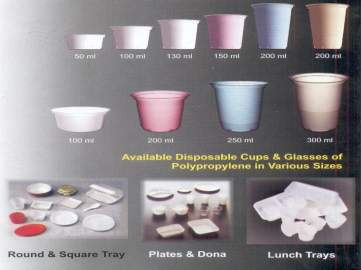 50 ml 100 ml 130 ml 150 ml 200 ml 200 ml
100 ml 200 ml 250 ml 300 ml
Available Disposable Cups & Glasses of
Polypropylene in Various Sizes
Round & Square Tray Plates & Dona Lunch Trays